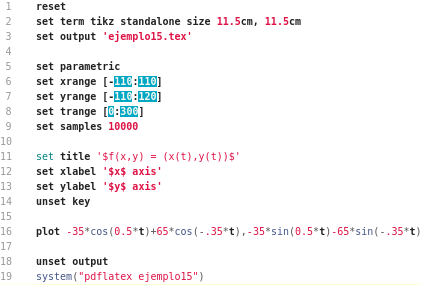 1 reset
2 set term tikz standalone size 11.5cm, 11.5cm
3 set output 'ejemplo15.tex'
4
5 set parametric
6 set xrange [-110:110]
7 set yrange [-110:120]
8 set trange [0:300]
9 set samples 10000
10
11 set title '$f(x,y) = (x(t),y(t))$'
12 set xlabel '$x$ axis'
13 set ylabel '$y$ axis'
14 unset key
15
16 plot -35*cos(0.5*t)+65*cos(-.35*t),-35*sin(0.5*t)-65*sin(-.35*t)
17
18 unset output
19 system("pdflatex ejemplo15")